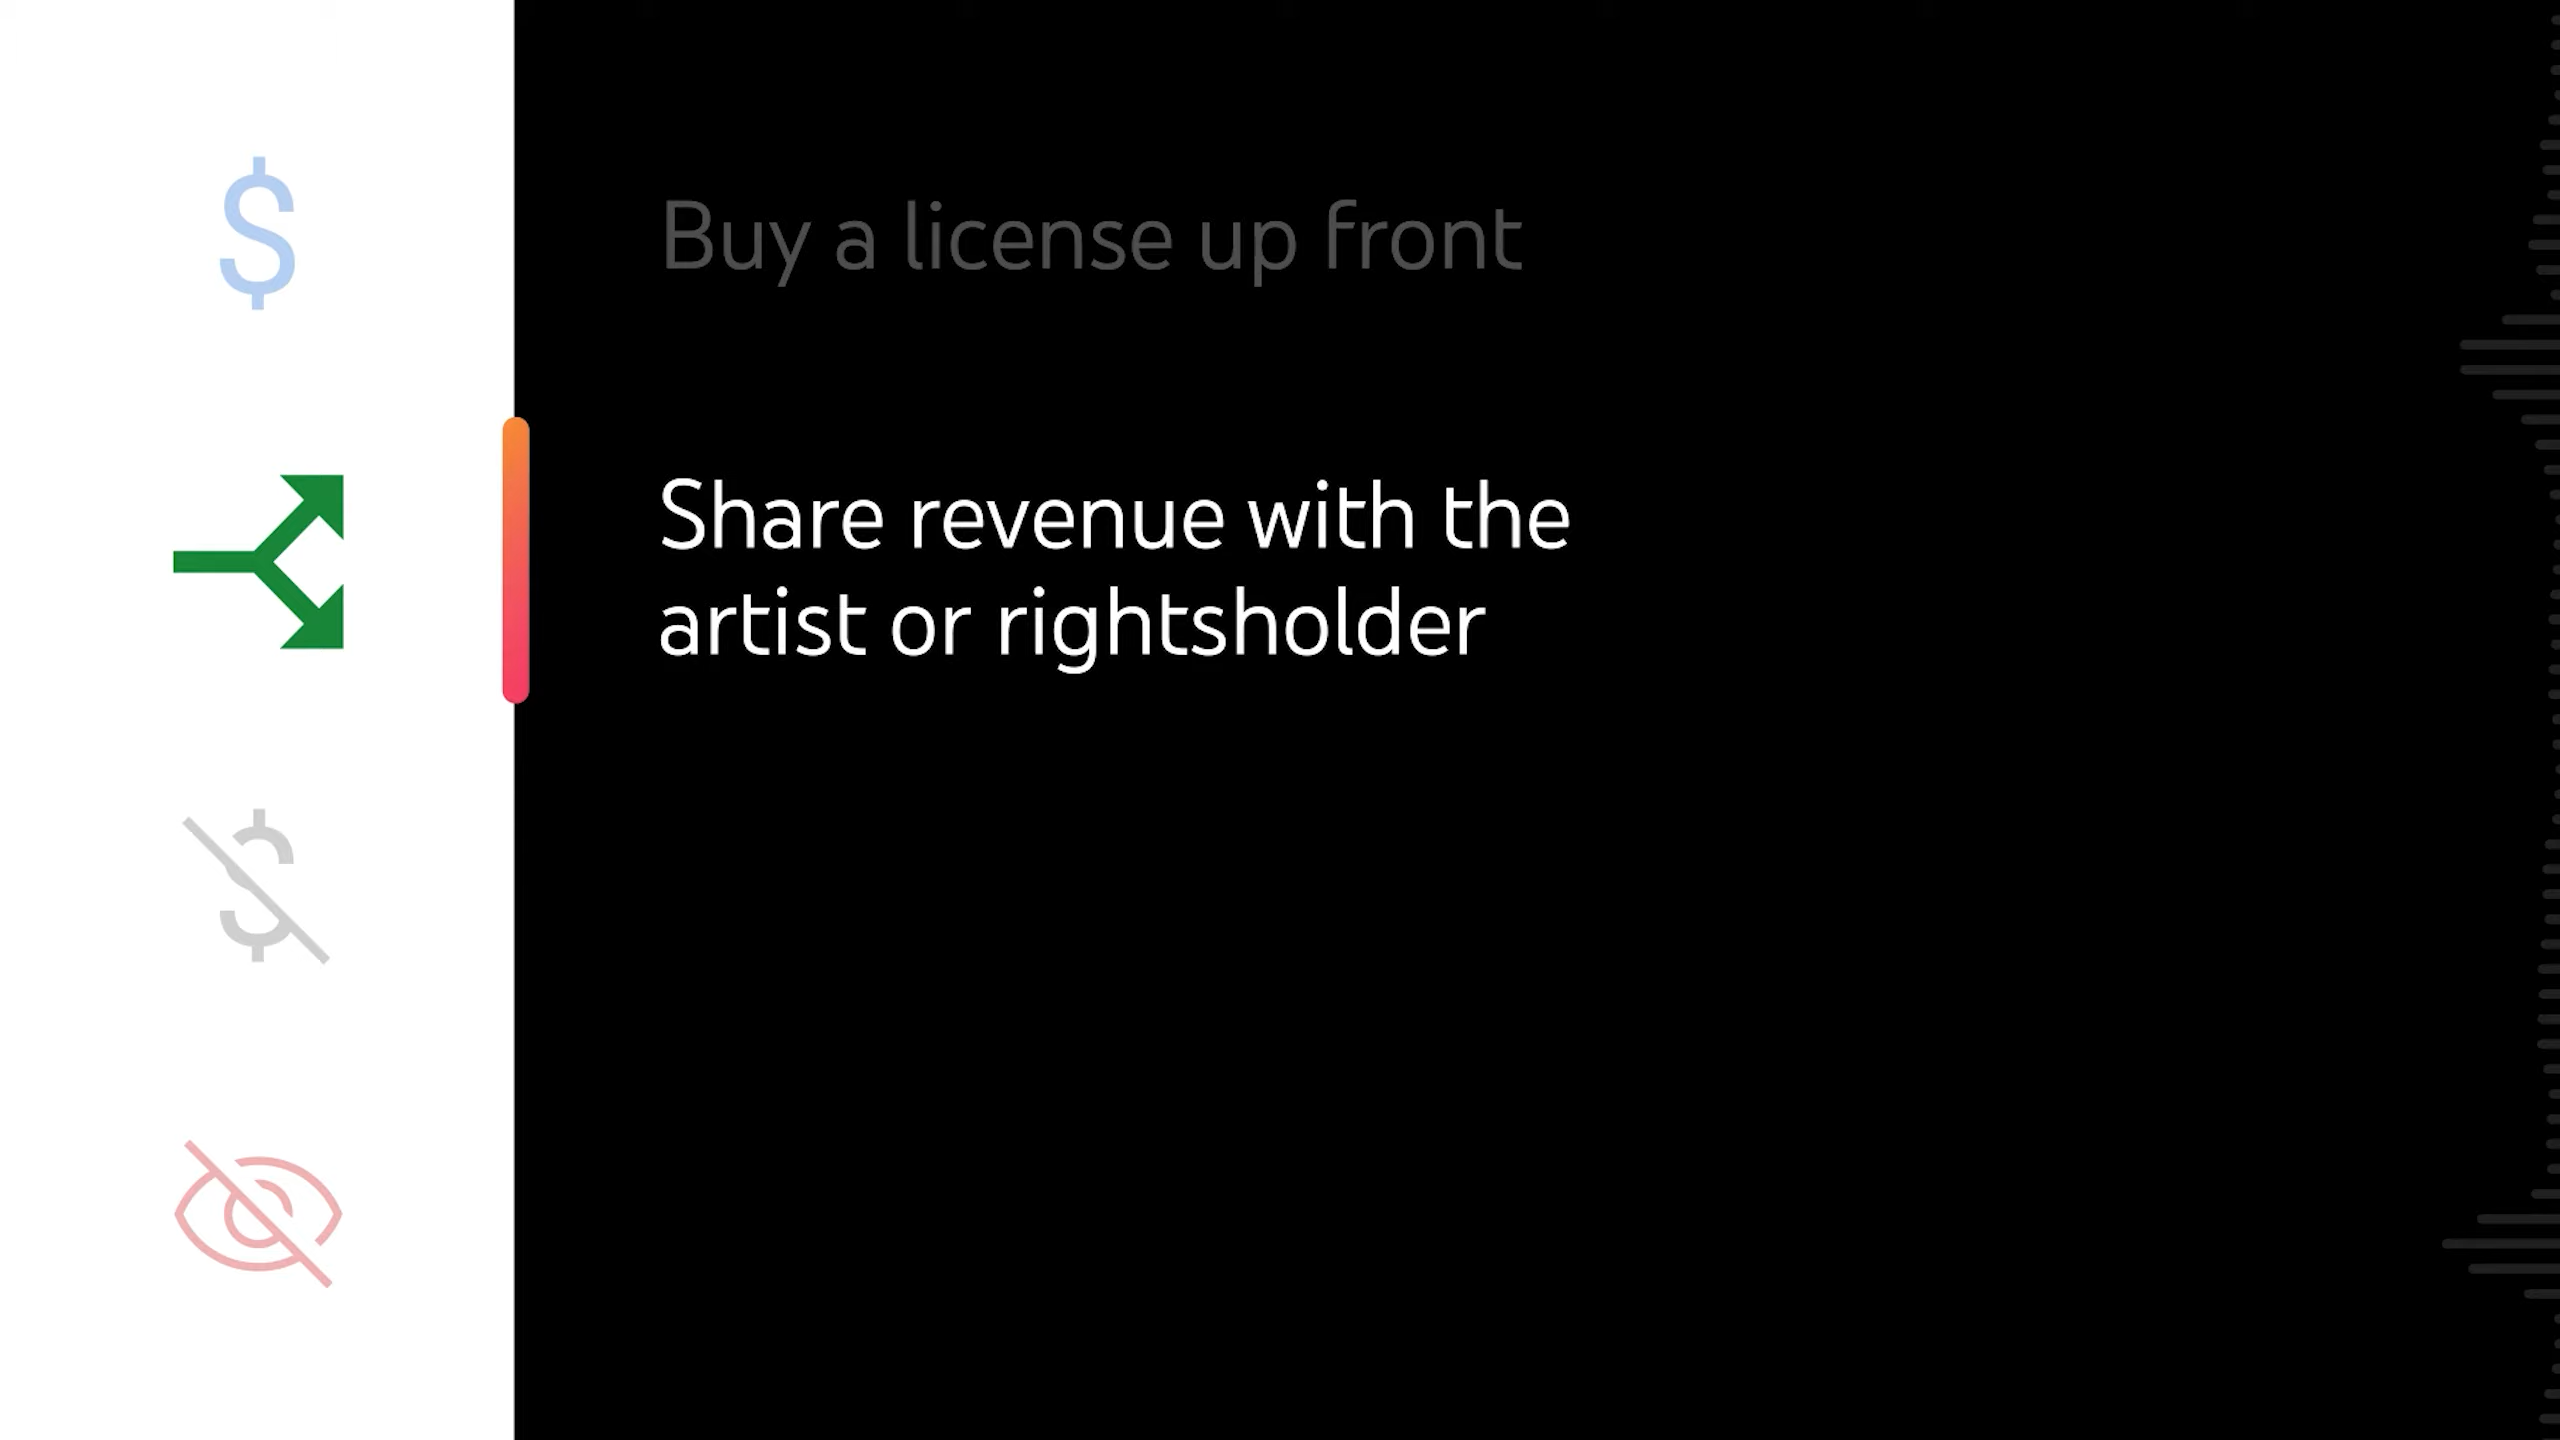 Buy a license up front
Share revenue with the
artist or rightsholder